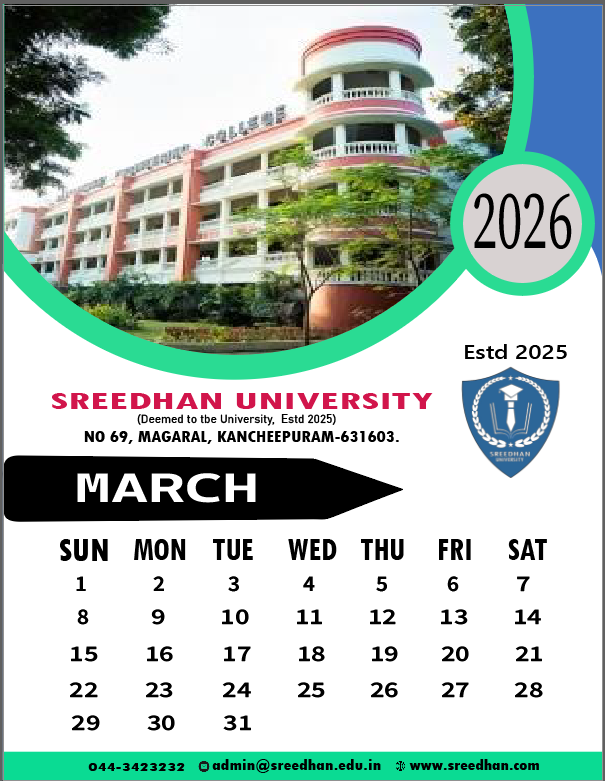 COLLEGE
2026
Estd 2025
SREEDHAN UNIVERSITY
(Deemed to tbe University, Estd 2025)
NO 69, MAGARAL, KANCHEEPURAM-631603.
SREEDHAN
UNIVERSITY
MARCH
SUN MON TUE WED THU FRI SAT
1 2 3 4 5 6 7
8 9 10 11 12 13 14
15 16 17 18 19 20 21
22 23 24 25 26 27 28
29 30 31
044-3423232 admin@sreedhan.edu.in www.sreedhan.com